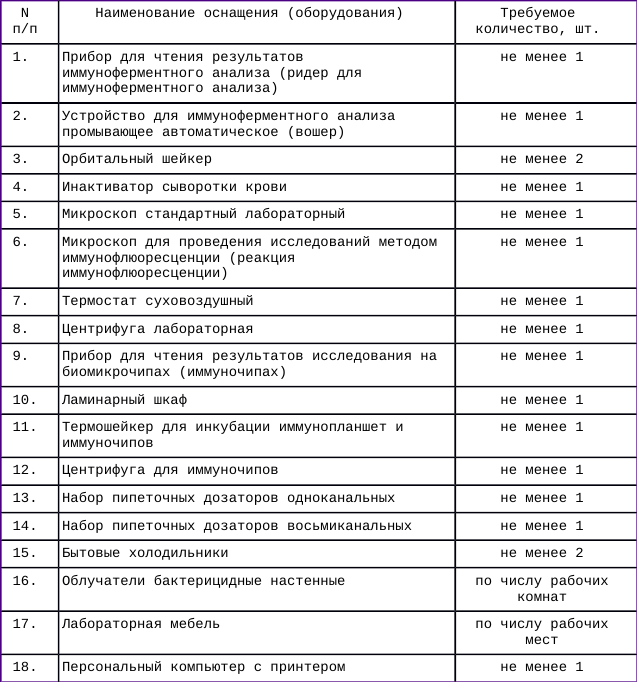 N Наименование оснащения (оборудования) Требуемое
п/п количество, шт.
1. Прибор для чтения результатов не менее 1
иммуноферментного анализа (ридер для
иммуноферментного анализа)
2. Устройство для иммуноферментного анализа не менее 1
промывающее автоматическое (вошер)
3. Орбитальный шейкер не менее 2
4. Инактиватор сыворотки крови не менее 1
5. Микроскоп стандартный лабораторный не менее 1
6. Микроскоп для проведения исследований методом не менее 1
иммунофлюоресценции (реакция
иммунофлюоресценции)
7. Термостат суховоздушный не менее 1
8. Центрифуга лабораторная не менее 1
9. Прибор для чтения результатов исследования на не менее 1
биомикрочипах (иммуночипах)
10. Ламинарный шкаф не менее 1
11. Термошейкер для инкубации иммунопланшет и не менее 1
иммуночипов
12. Центрифуга для иммуночипов не менее 1
13. Набор пипеточных дозаторов одноканальных не менее 1
14. Набор пипеточных дозаторов восьмиканальных не менее 1
15. Бытовые холодильники не менее 2
16. Облучатели бактерицидные настенные по числу рабочих
комнат
17. Лабораторная мебель по числу рабочих
мест
18. Персональный компьютер с принтером не менее 1